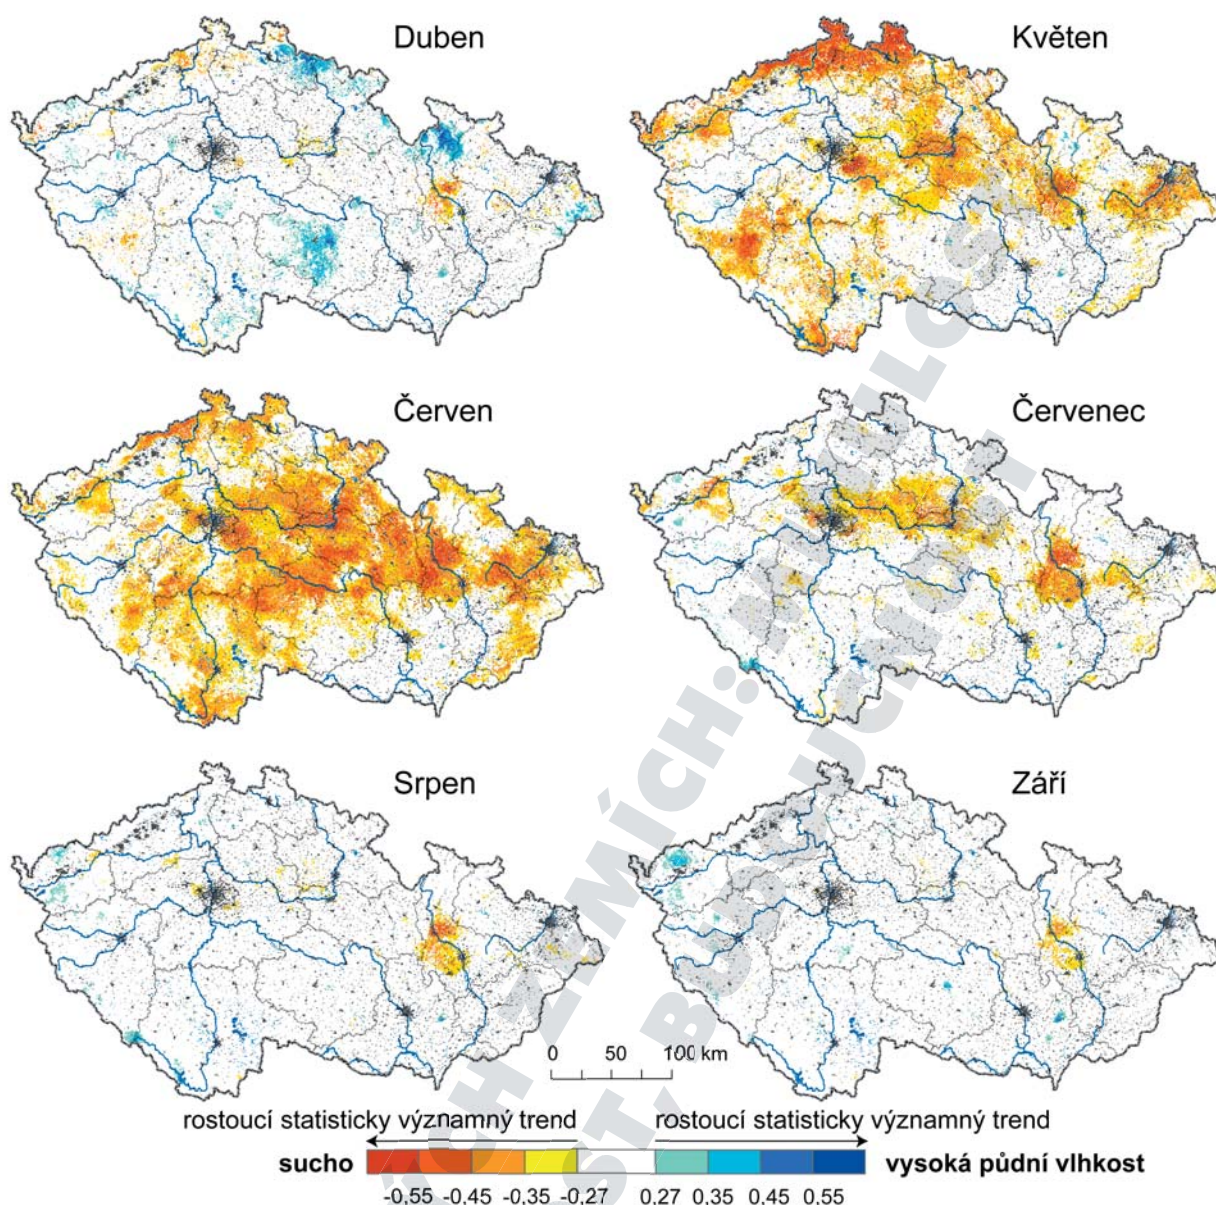 Duben
Květen
Červen
Červenec
Srpen
Září
0 50 100 km
rostoucí statisticky významný trend
rostoucí statisticky významný trend
sucho
vysoká půdní vlhkost
-0,55 -0,45 -0,35 -0,27 0,27 0,35 0,45 0,55